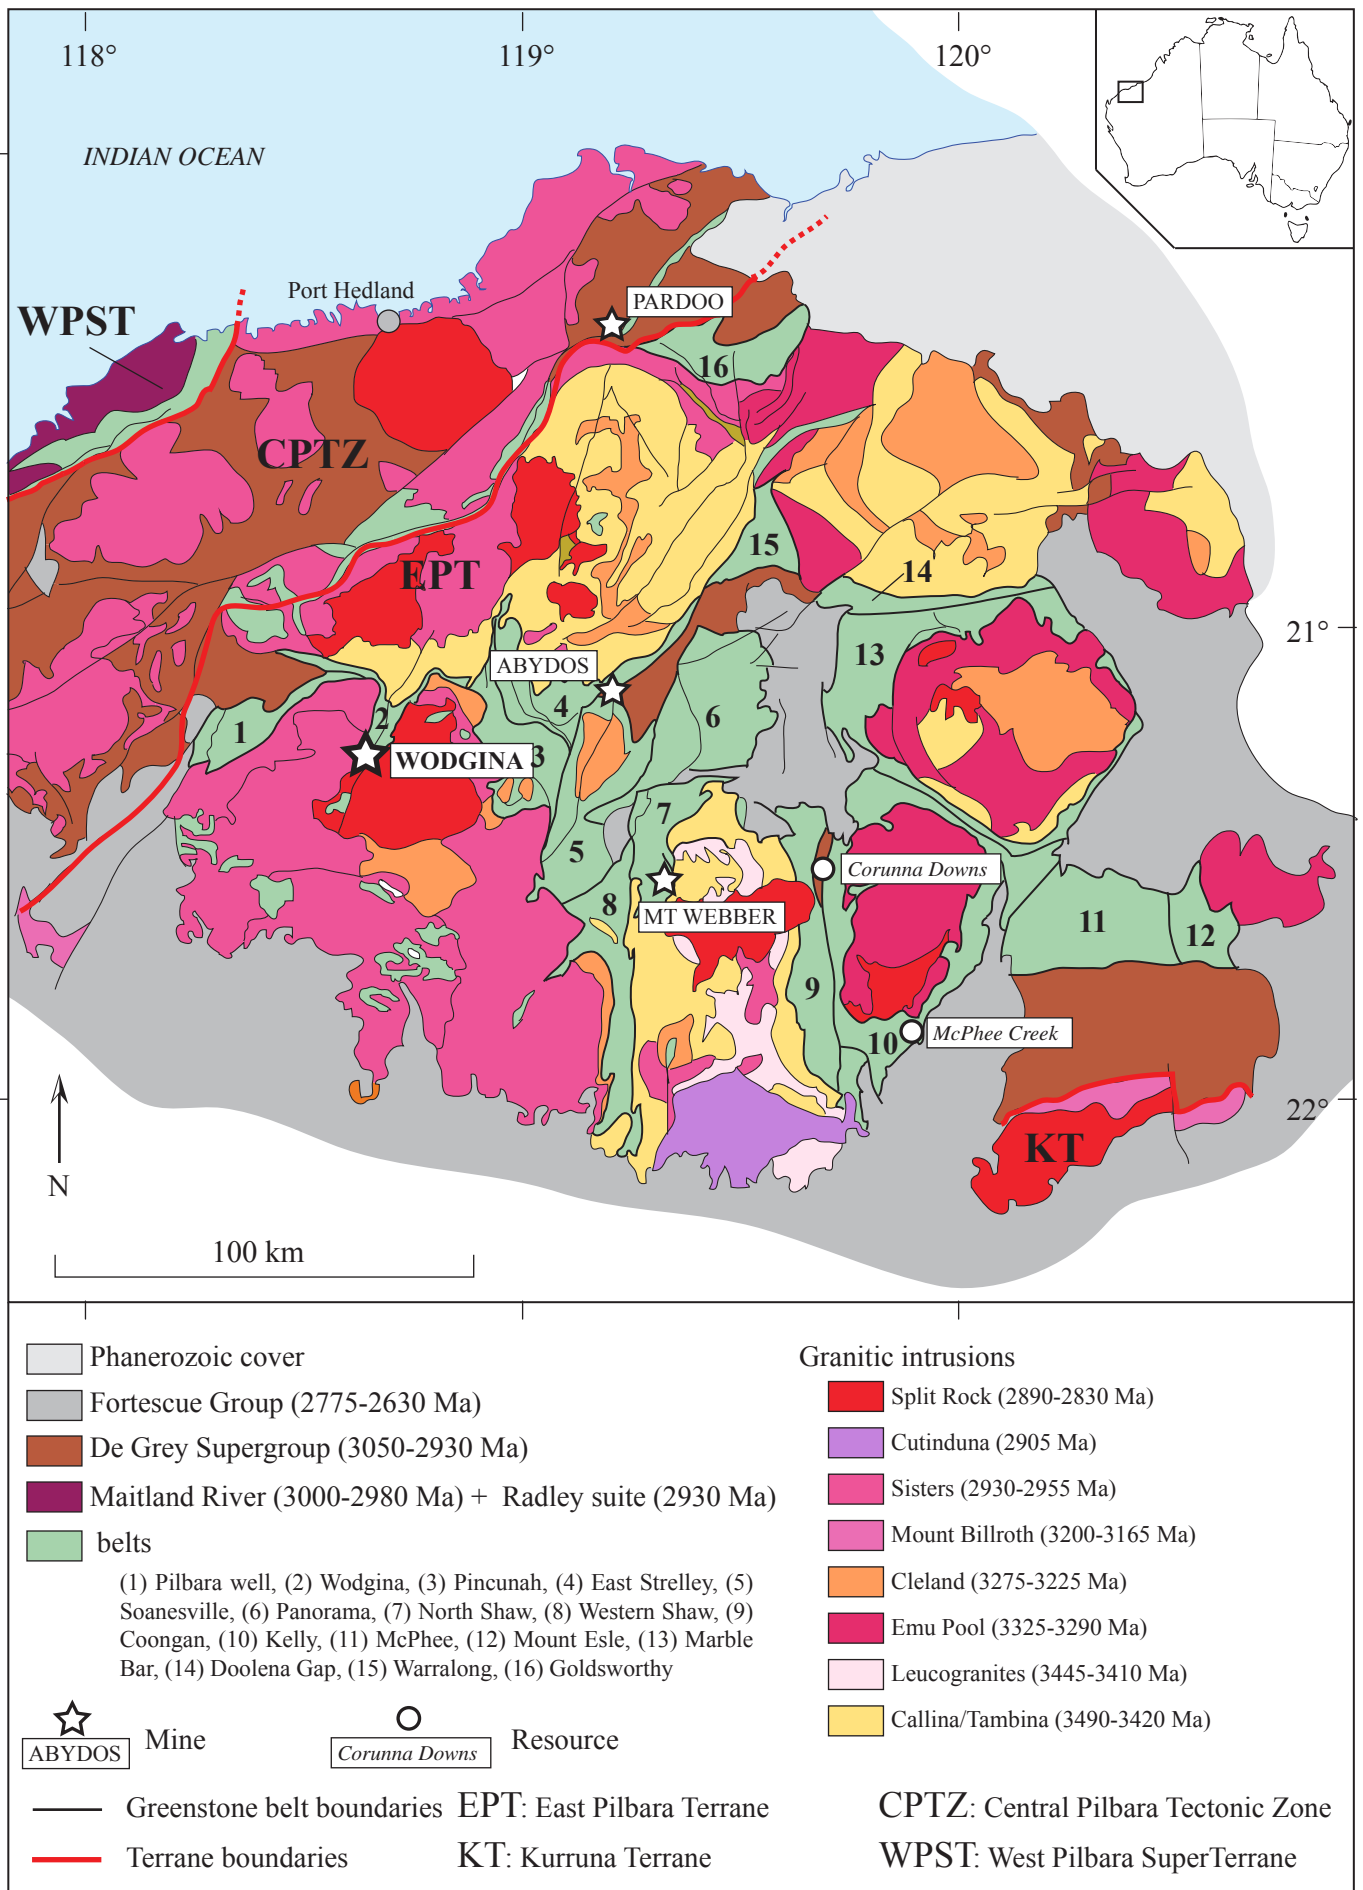 118°
119°
120°
INDIAN OCEAN
Port Hedland
PARDOO
WPST
16
CPTZ
15
EPT
14
21°
ABYDOS
13
4
6
1
2
WODGINA
3
7
5
Corunna Downs
8
MT WEBBER
11
12
9
10
McPhee Creek
22°
KT
N
100 km
Phanerozoic cover
Fortescue Group (2775-2630 Ma)
De Grey Supergroup (3050-2930 Ma)
Maitland River (3000-2980 Ma) + Radley suite (2930 Ma)
belts
(1) Pilbara well, (2) Wodgina, (3) Pincunah, (4) East Strelley, (5)
Soanesville, (6) Panorama, (7) North Shaw, (8) Western Shaw, (9)
Coongan, (10) Kelly, (11) McPhee, (12) Mount Esle, (13) Marble
Bar, (14) Doolena Gap, (15) Warralong, (16) Goldsworthy
Granitic intrusions
Split Rock (2890-2830 Ma)
Cutinduna (2905 Ma)
Sisters (2930-2955 Ma)
Mount Billroth (3200-3165 Ma)
Cleland (3275-3225 Ma)
Emu Pool (3325-3290 Ma)
Leucogranites (3445-3410 Ma)
Callina/Tambina (3490-3420 Ma)
ABYDOS
Mine
Corunna Downs
Resource
Greenstone belt boundaries
EPT: East Pilbara Terrane
CPTZ: Central Pilbara Tectonic Zone
Terrane boundaries
KT: Kurruna Terrane
WPST: West Pilbara SuperTerrane